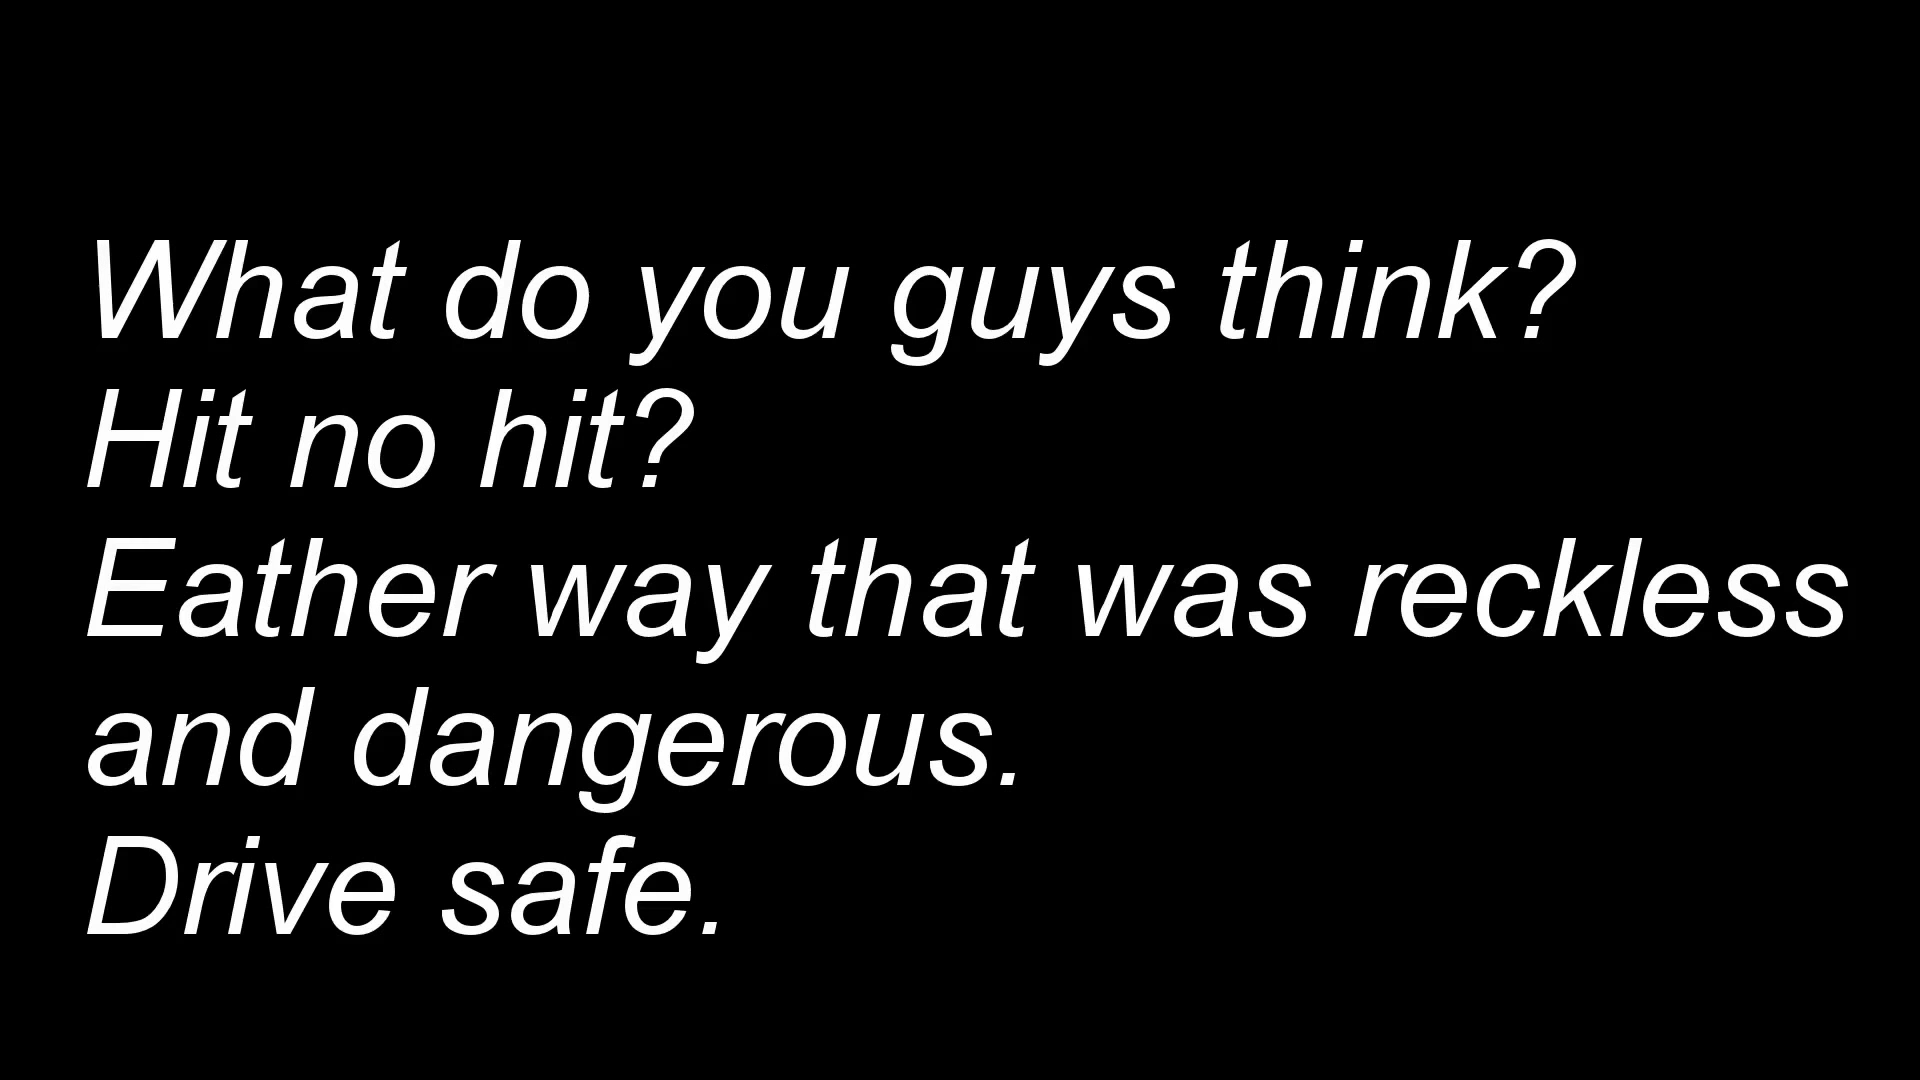 What do you guys think?
Hit no hit?
Eather way that was reckless
and dangerous.
Drive safe.